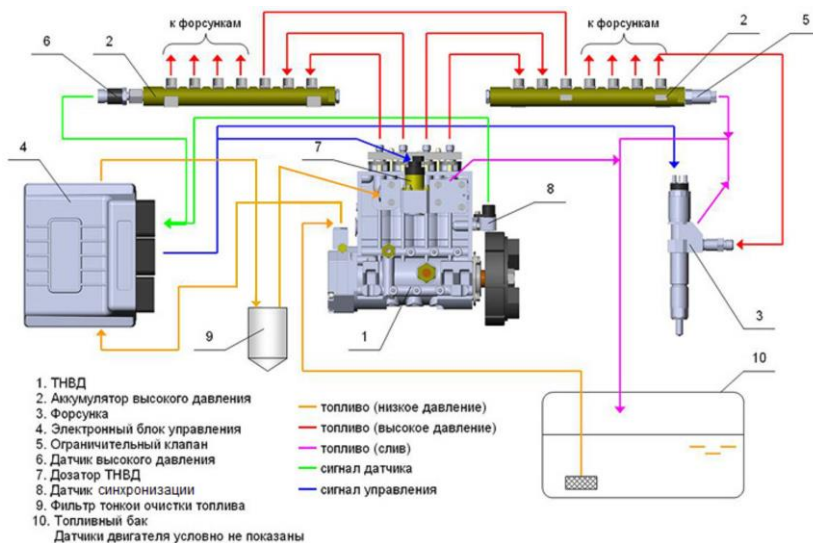 к форсункам
к форсункам
6
2
2
5
4
7
8
9
1
3
10
1. ТНВД
2. Аккумулятор высокого давления
3. Форсунка
4. Электронный блок управления
5. Ограничительный клапан
6. Датчик высокого давления
7. Дозатор ТНВД
8. Датчик синхронизации
9. Фильтр тонкои очистки топлива
10. Топливный бак
Датчики двигателя условно не показаны
топливо (низкое давление)
топливо (высокое давление)
топливо (слив)
сигнал датчика
сигнал управления